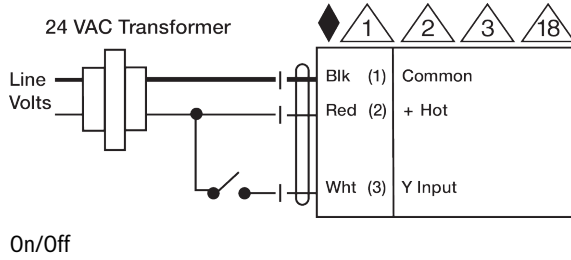 24 VAC Transformer
1 2 3 18
Line
Volts
Blk (1) Common
Red (2) + Hot
Wht (3) Y Input
On/Off